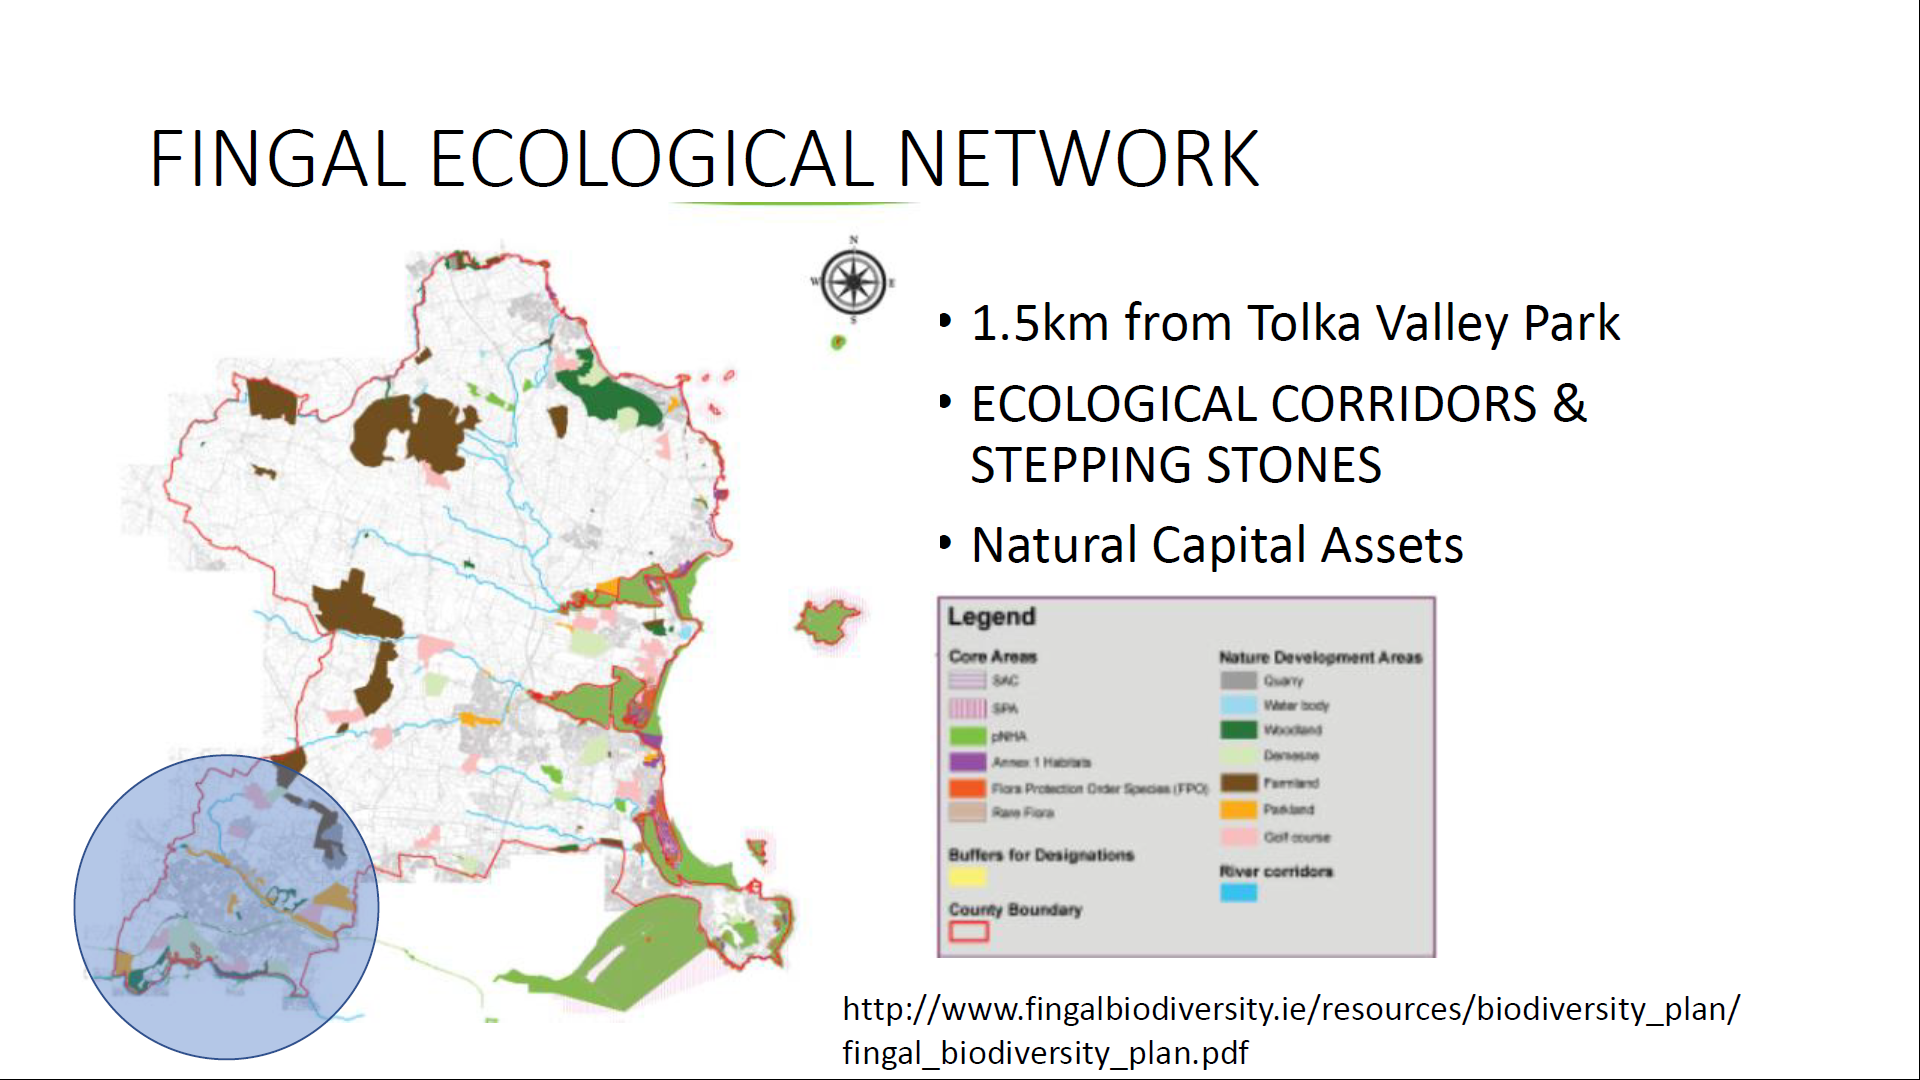 FINGAL ECOLOGICAL NETWORK
N
W
E
S
• 1.5km from Tolka Valley Park
• ECOLOGICAL CORRIDORS &
STEPPING STONES
• Natural Capital Assets
Legend
Core Areas
SAC
SPA
pNHA
Annex 1 Habitats
Flora Protection Order Species (FPO)
Rare Flora
Buffers for Designations
County Boundary
Nature Development Areas
Quarry
Water body
Woodland
Demesne
Farmland
Parkland
Golf course
River corridors
http://www.fingalbiodiversity.ie/resources/biodiversity_plan/
fingal_biodiversity_plan.pdf